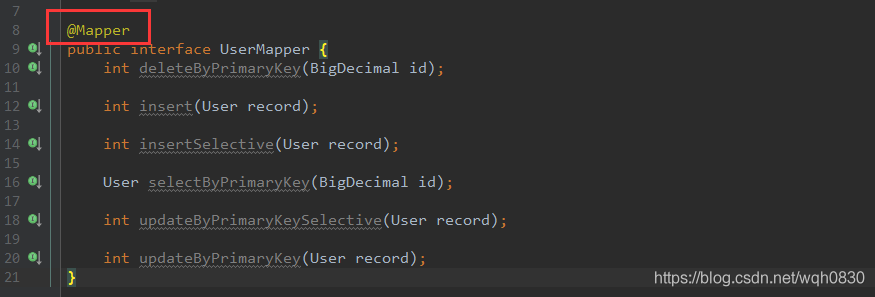 7
8 @Mapper
9 public interface UserMapper {
10 int deleteByPrimaryKey(BigDecimal id);
11
12 int insert(User record);
13
14 int insertSelective(User record);
15
16 User selectByPrimaryKey(BigDecimal id);
17
18 int updateByPrimaryKeySelective(User record);
19
20 int updateByPrimaryKey(User record);
21 }
https://blog.csdn.net/wqh0830